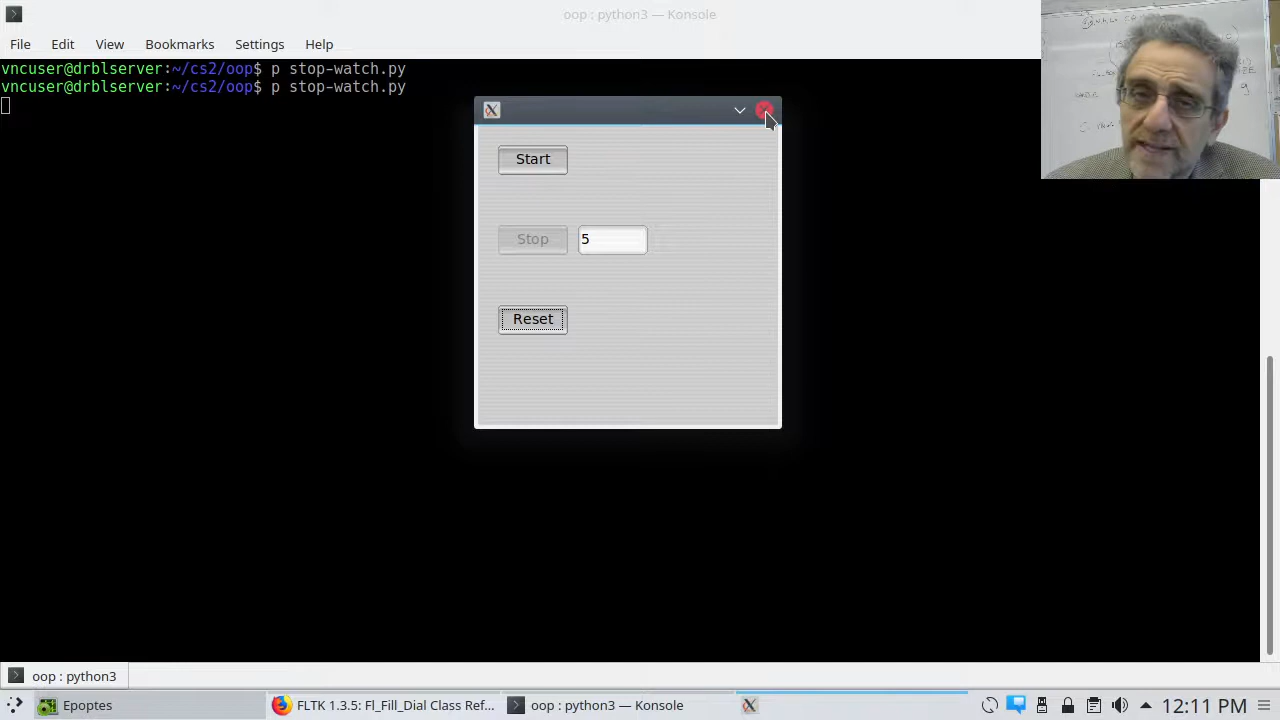 oop : python3 — Konsole
File Edit View Bookmarks Settings Help
vncuser@drblserver:~/cs2/oop$ p stop-watch.py
vncuser@drblserver:~/cs2/oop$ p stop-watch.py
Start
Stop 5
Reset
oop : python3
Epoptes FLTK 1.3.5: Fl_Fill_Dial Class Ref... oop : python3 — Konsole 12:11 PM